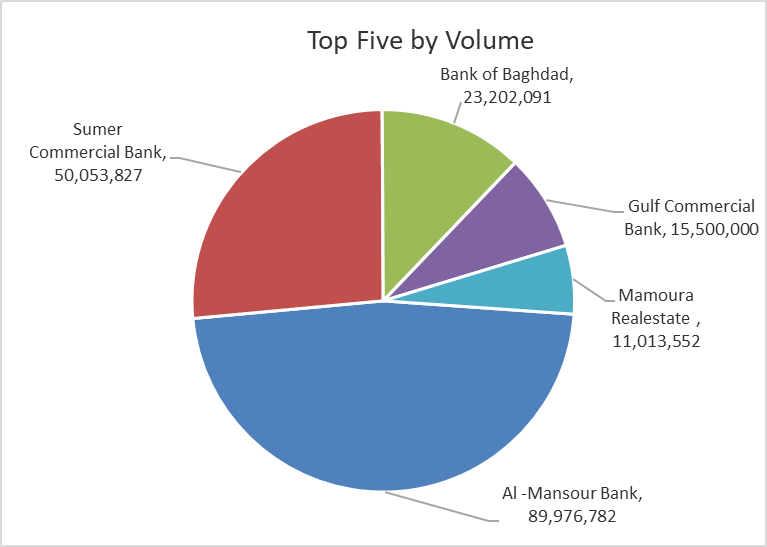 Top Five by Volume
Bank of Baghdad,
23,202,091
Sumer
Commercial Bank,
50,053,827
Gulf Commercial
Bank, 15,500,000
Mamoura
Realestate ,
11,013,552
Al -Mansour Bank,
89,976,782